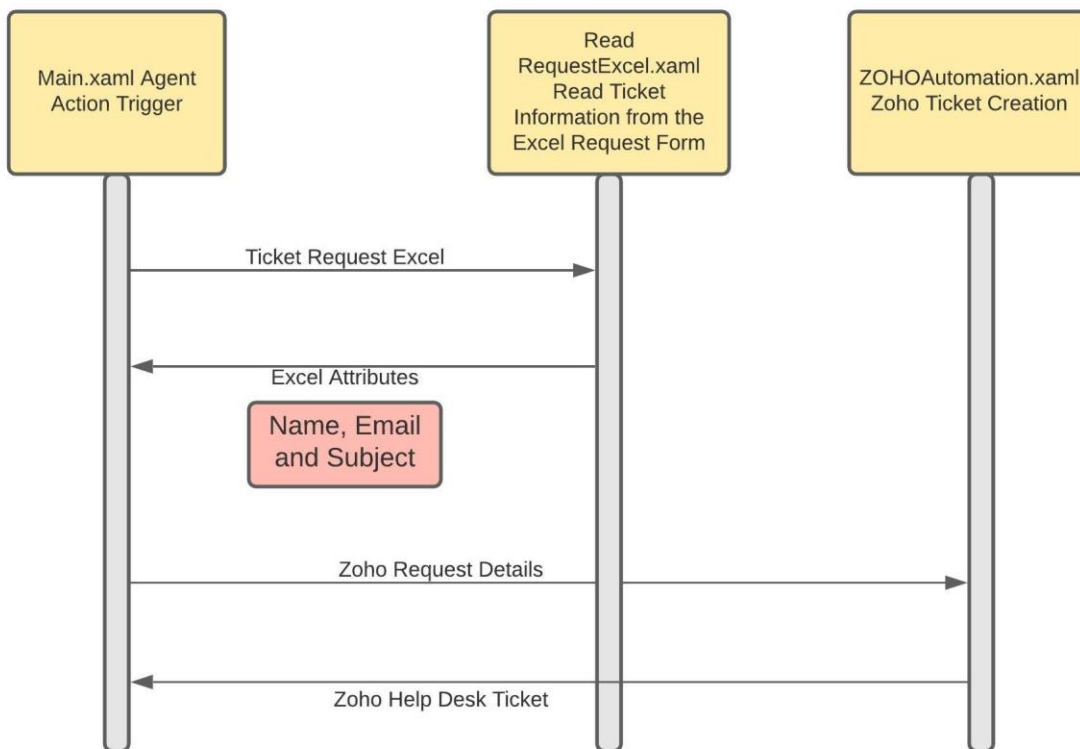 Main.xaml Agent
Action Trigger
Read
RequestExcel.xaml
Read Ticket
Information from the
Excel Request Form
ZOHOAutomation.xaml
Zoho Ticket Creation
Ticket Request Excel
Excel Attributes
Name, Email
and Subject
Zoho Request Details
Zoho Help Desk Ticket